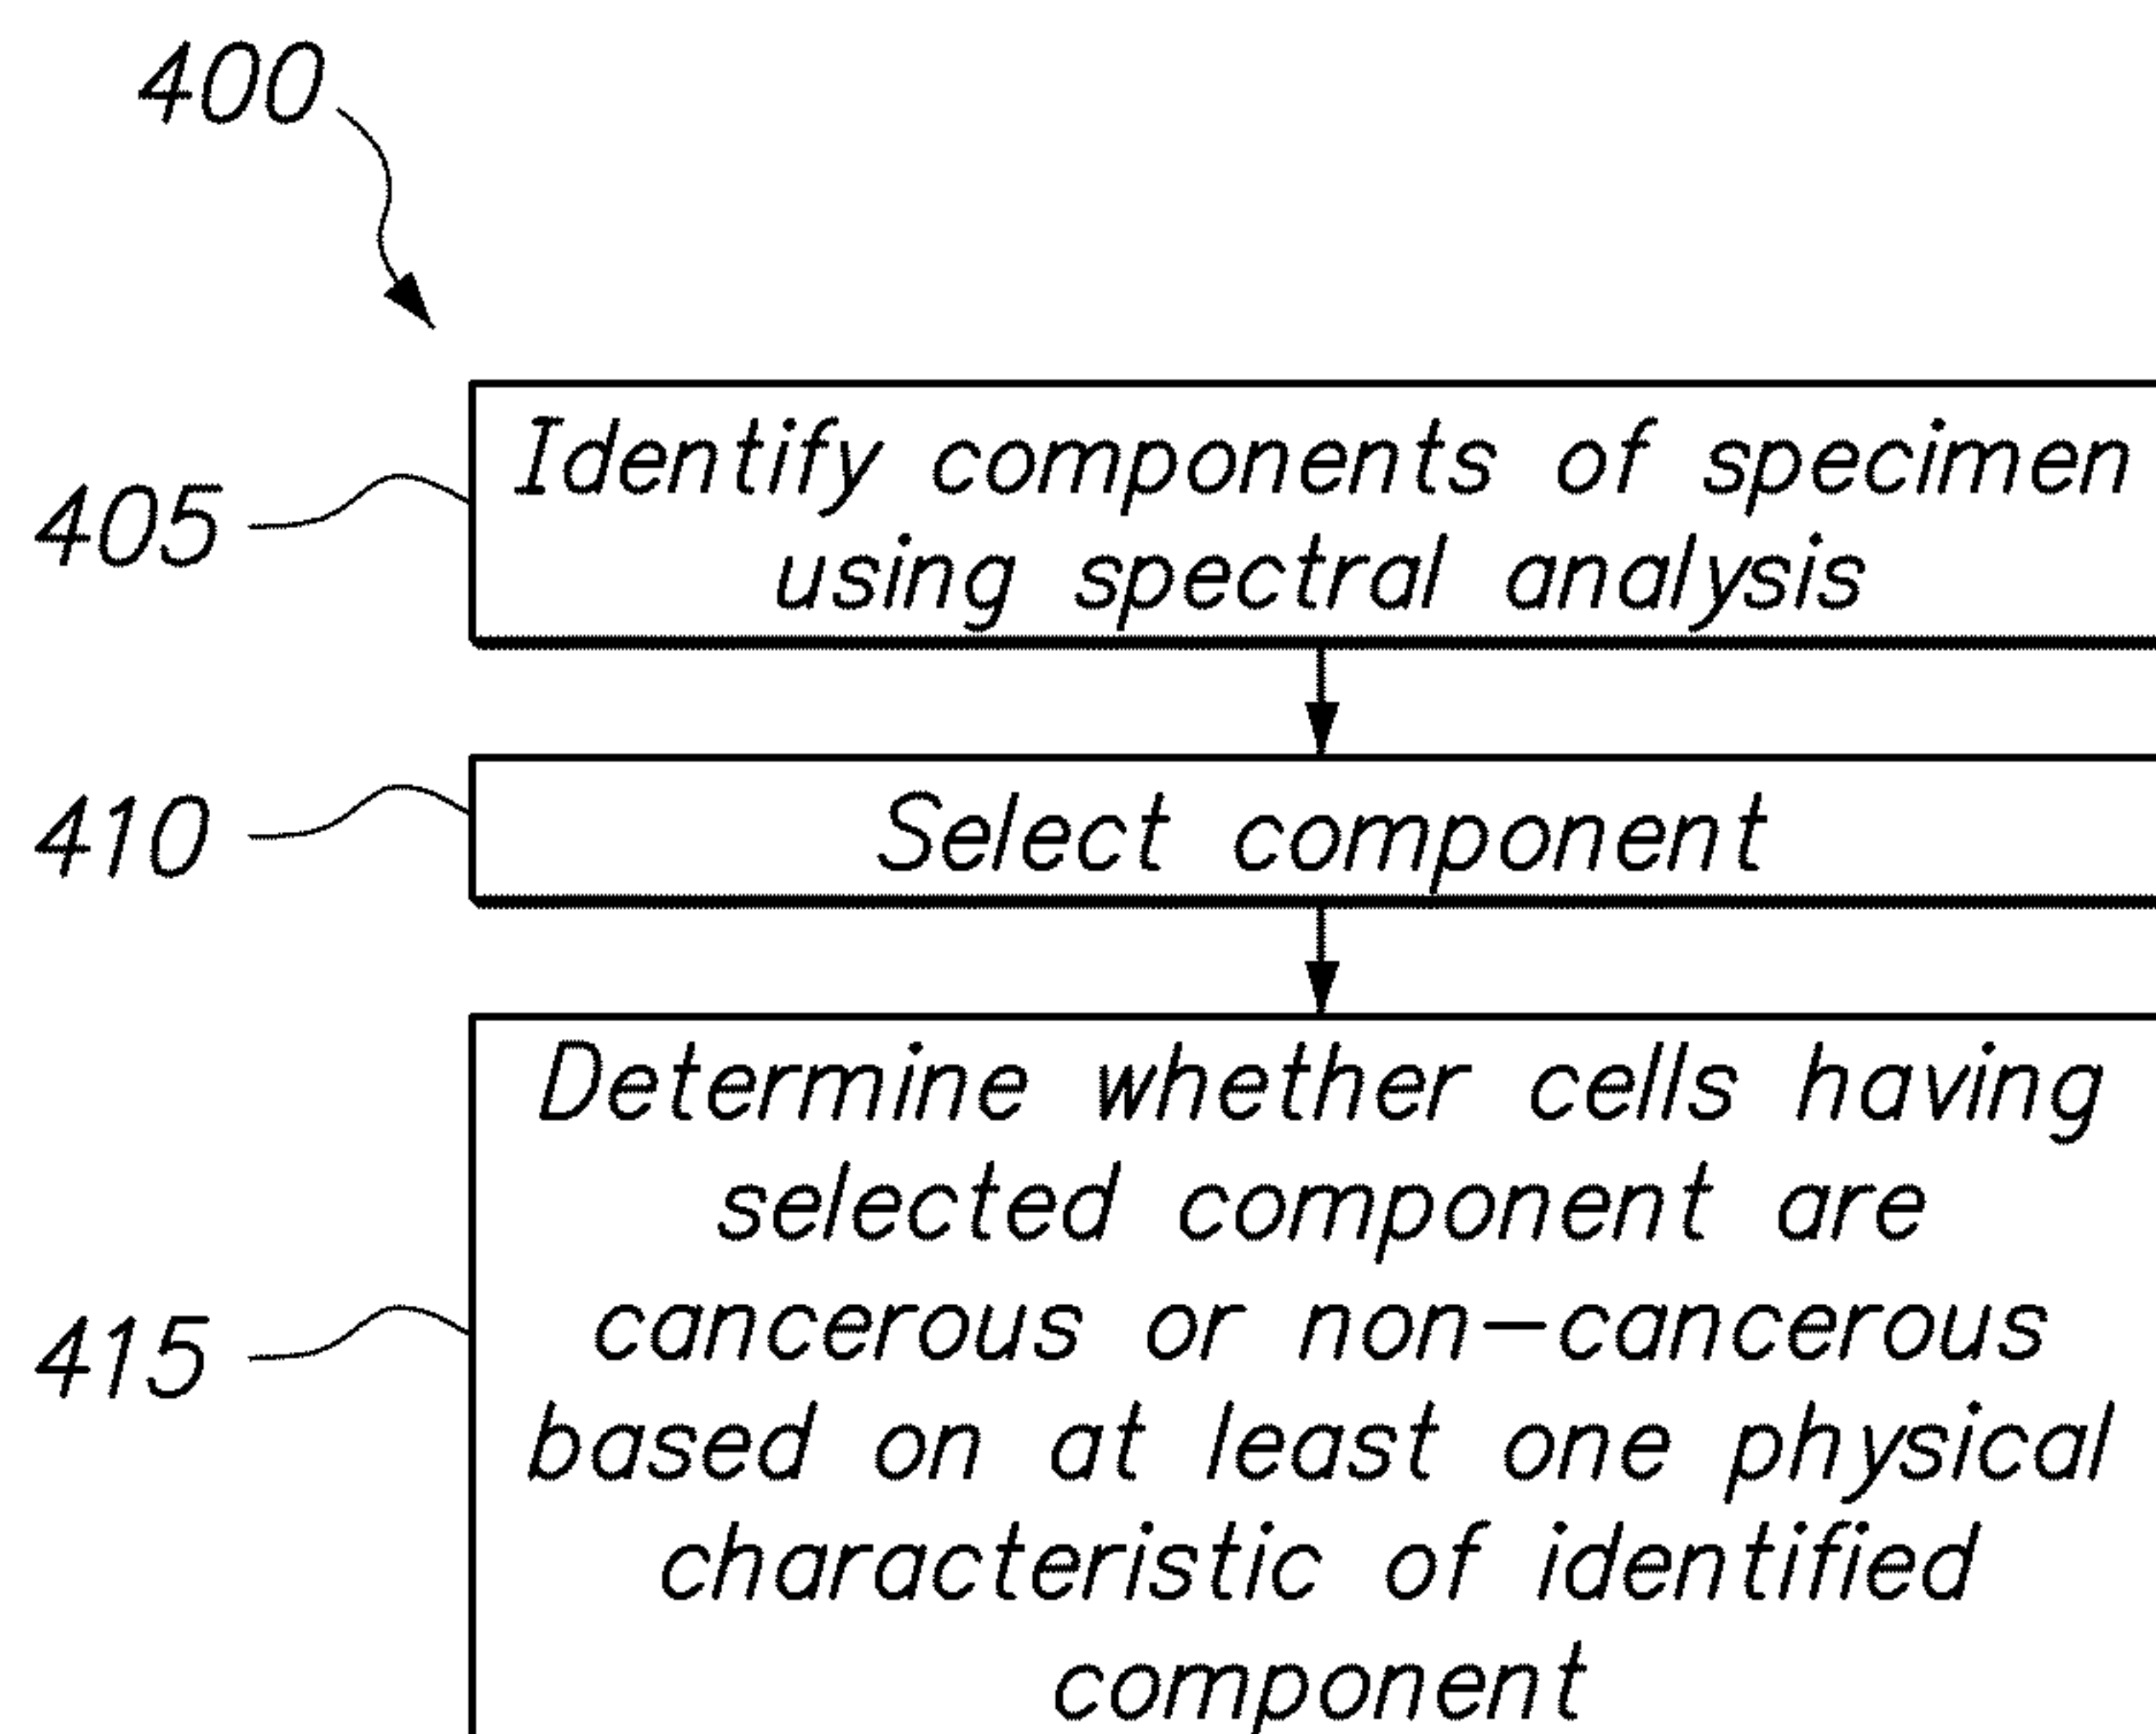 400
405
Identify components of specimen
using spectral analysis
410
Select component
415
Determine whether cells having
selected component are
cancerous or non-cancerous
based on at least one physical
characteristic of identified
component